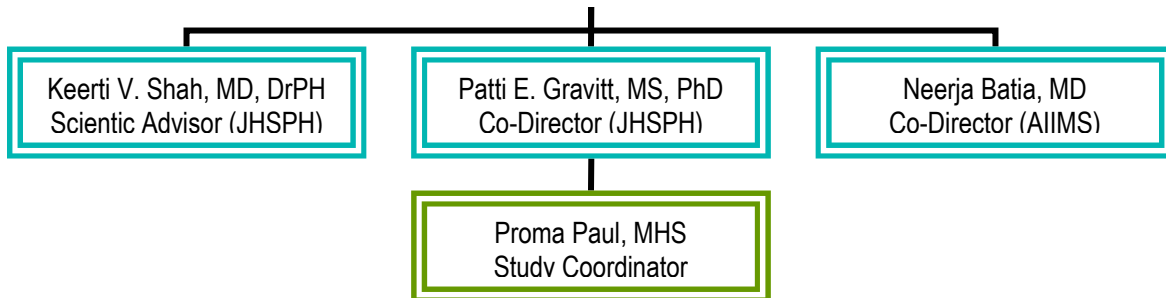 Keerti V. Shah, MD, DrPH
Scientic Advisor (JHSPH)
Patti E. Gravitt, MS, PhD
Co-Director (JHSPH)
Neerja Batia, MD
Co-Director (AIIMS)
Proma Paul, MHS
Study Coordinator